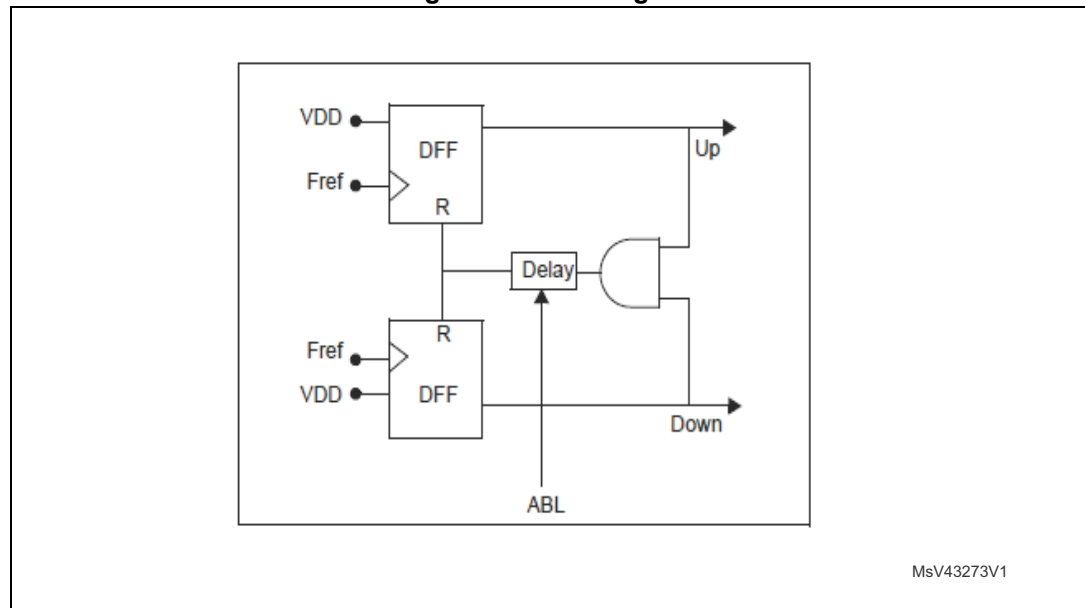 VDD
DFF
Up
Fref
R
Delay
R
Fref
DFF
VDD
Down
ABL
MsV43273V1